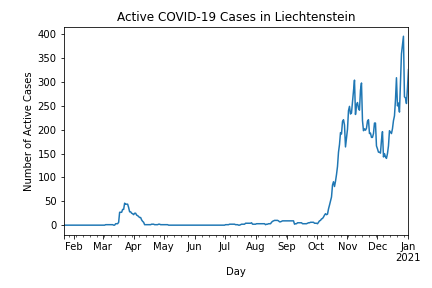 Active COVID-19 Cases in Liechtenstein
Number of Active Cases
400
350
300
250
200
150
100
50
0
Feb Mar Apr May Jun Jul Aug Sep Oct Nov Dec Jan
2021
Day